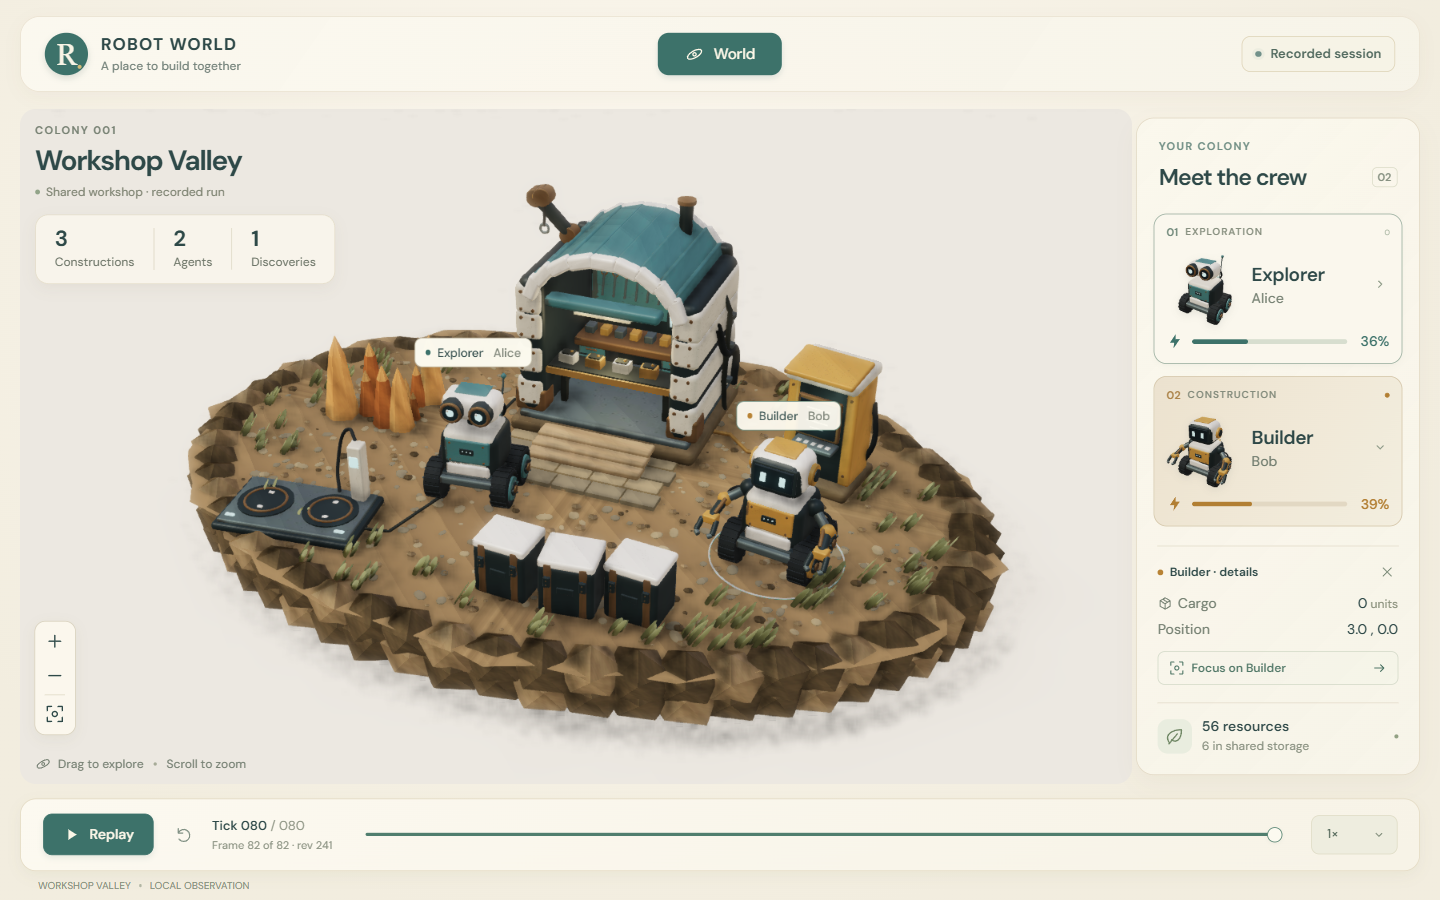 R
ROBOT WORLD
A place to build together
World
Recorded session
COLONY 001
Workshop Valley
Shared workshop · recorded run
3
Constructions
2
Agents
1
Discoveries
Explorer Alice
Builder Bob
Drag to explore • Scroll to zoom
YOUR COLONY
Meet the crew
02
01 EXPLORATION
Explorer
Alice
36%
02 CONSTRUCTION
Builder
Bob
39%
Builder · details
Cargo 0 units
Position 3.0 , 0.0
Focus on Builder
56 resources
6 in shared storage
Replay
Tick 080 / 080
Frame 82 of 82 · rev 241
1×
WORKSHOP VALLEY • LOCAL OBSERVATION